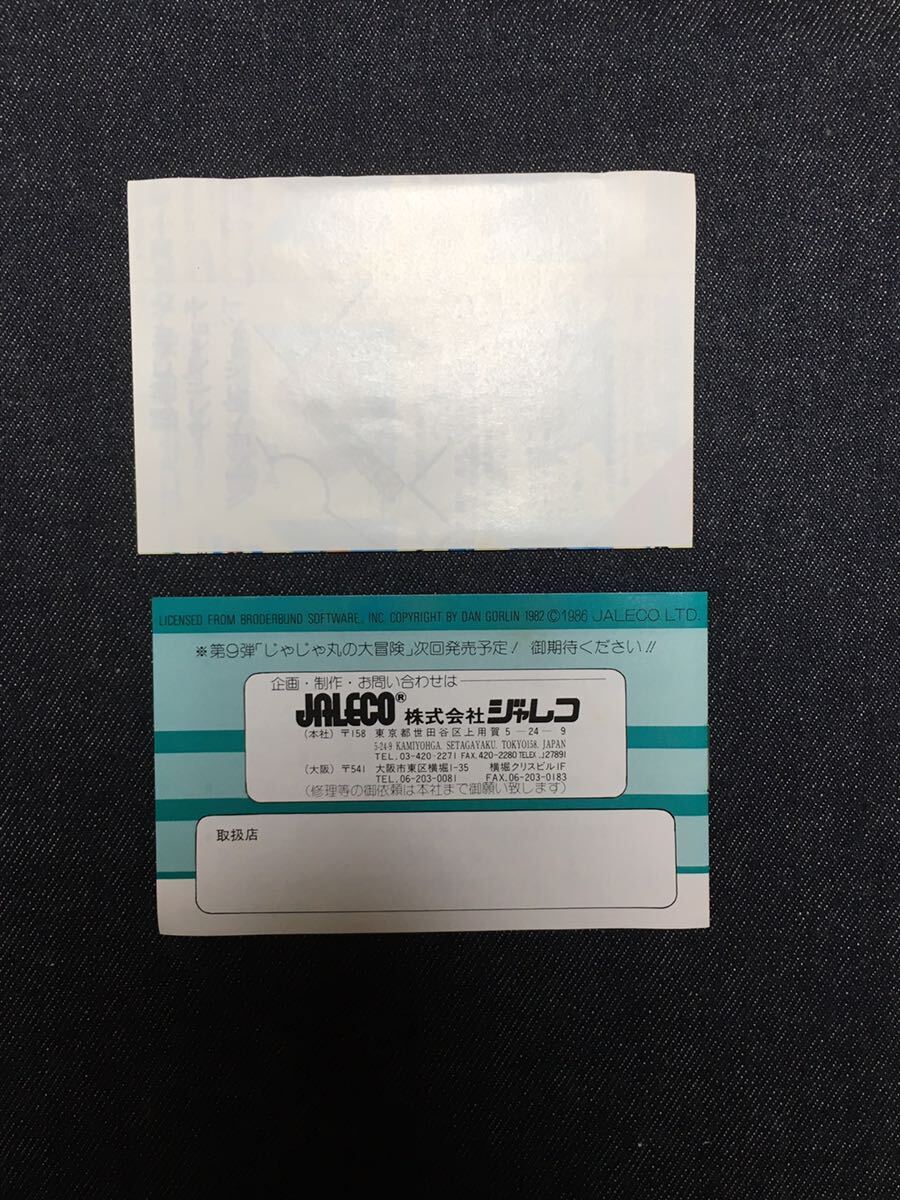 LICENSED FROM BRODERBUND SOFTWARE, INC COPYRIGHT BY DAN GORLIN 1982 ©1986 JALECO LTD.
※第9弾「じゃじゃ丸の大冒険」次回発売予定! 御期待ください!!
企画・制作・お問い合わせは
JALECO® 株式会社ジャレコ
(本社) 〒158 東京都世田谷区上用賀5-24-9
5-24-9 KAMIYOHGA. SETAGAYAKU. TOKYO158. JAPAN
TEL.03-420-2271 FAX.420-2280 TELEX.J27891
(大阪) 〒541 大阪市東区横堀1-35 横堀クリスビル1F
TEL.06-203-0081 FAX.06-203-0183
(修理等の御依頼は本社まで御願い致します)
取扱店